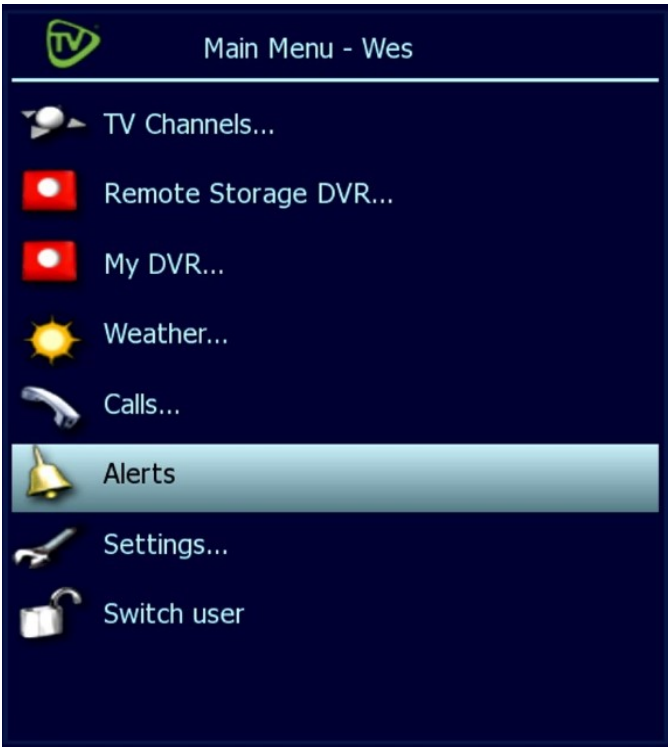 TV
Main Menu - Wes
TV Channels...
Remote Storage DVR...
My DVR...
Weather...
Calls...
Alerts
Settings...
Switch user